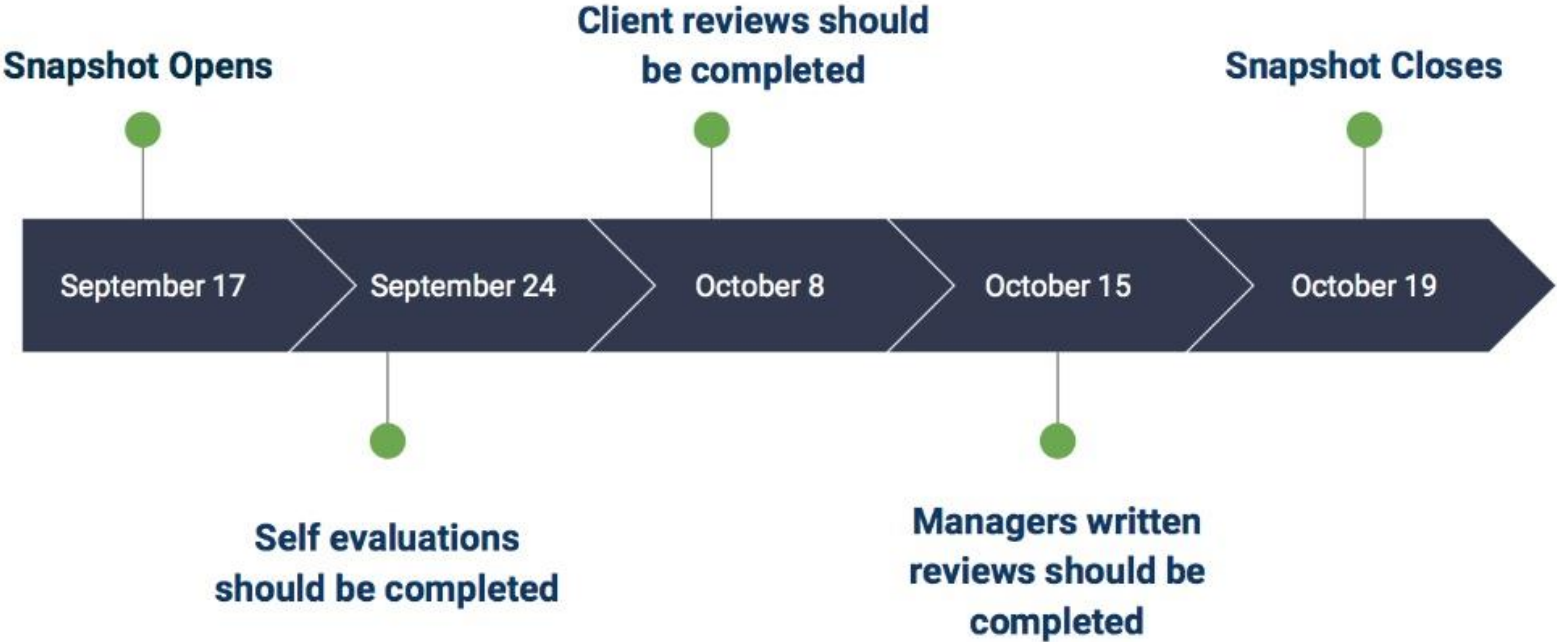 Client reviews should
be completed
Snapshot Opens
Snapshot Closes
September 17
September 24
October 8
October 15
October 19
Self evaluations
should be completed
Managers written
reviews should be
completed